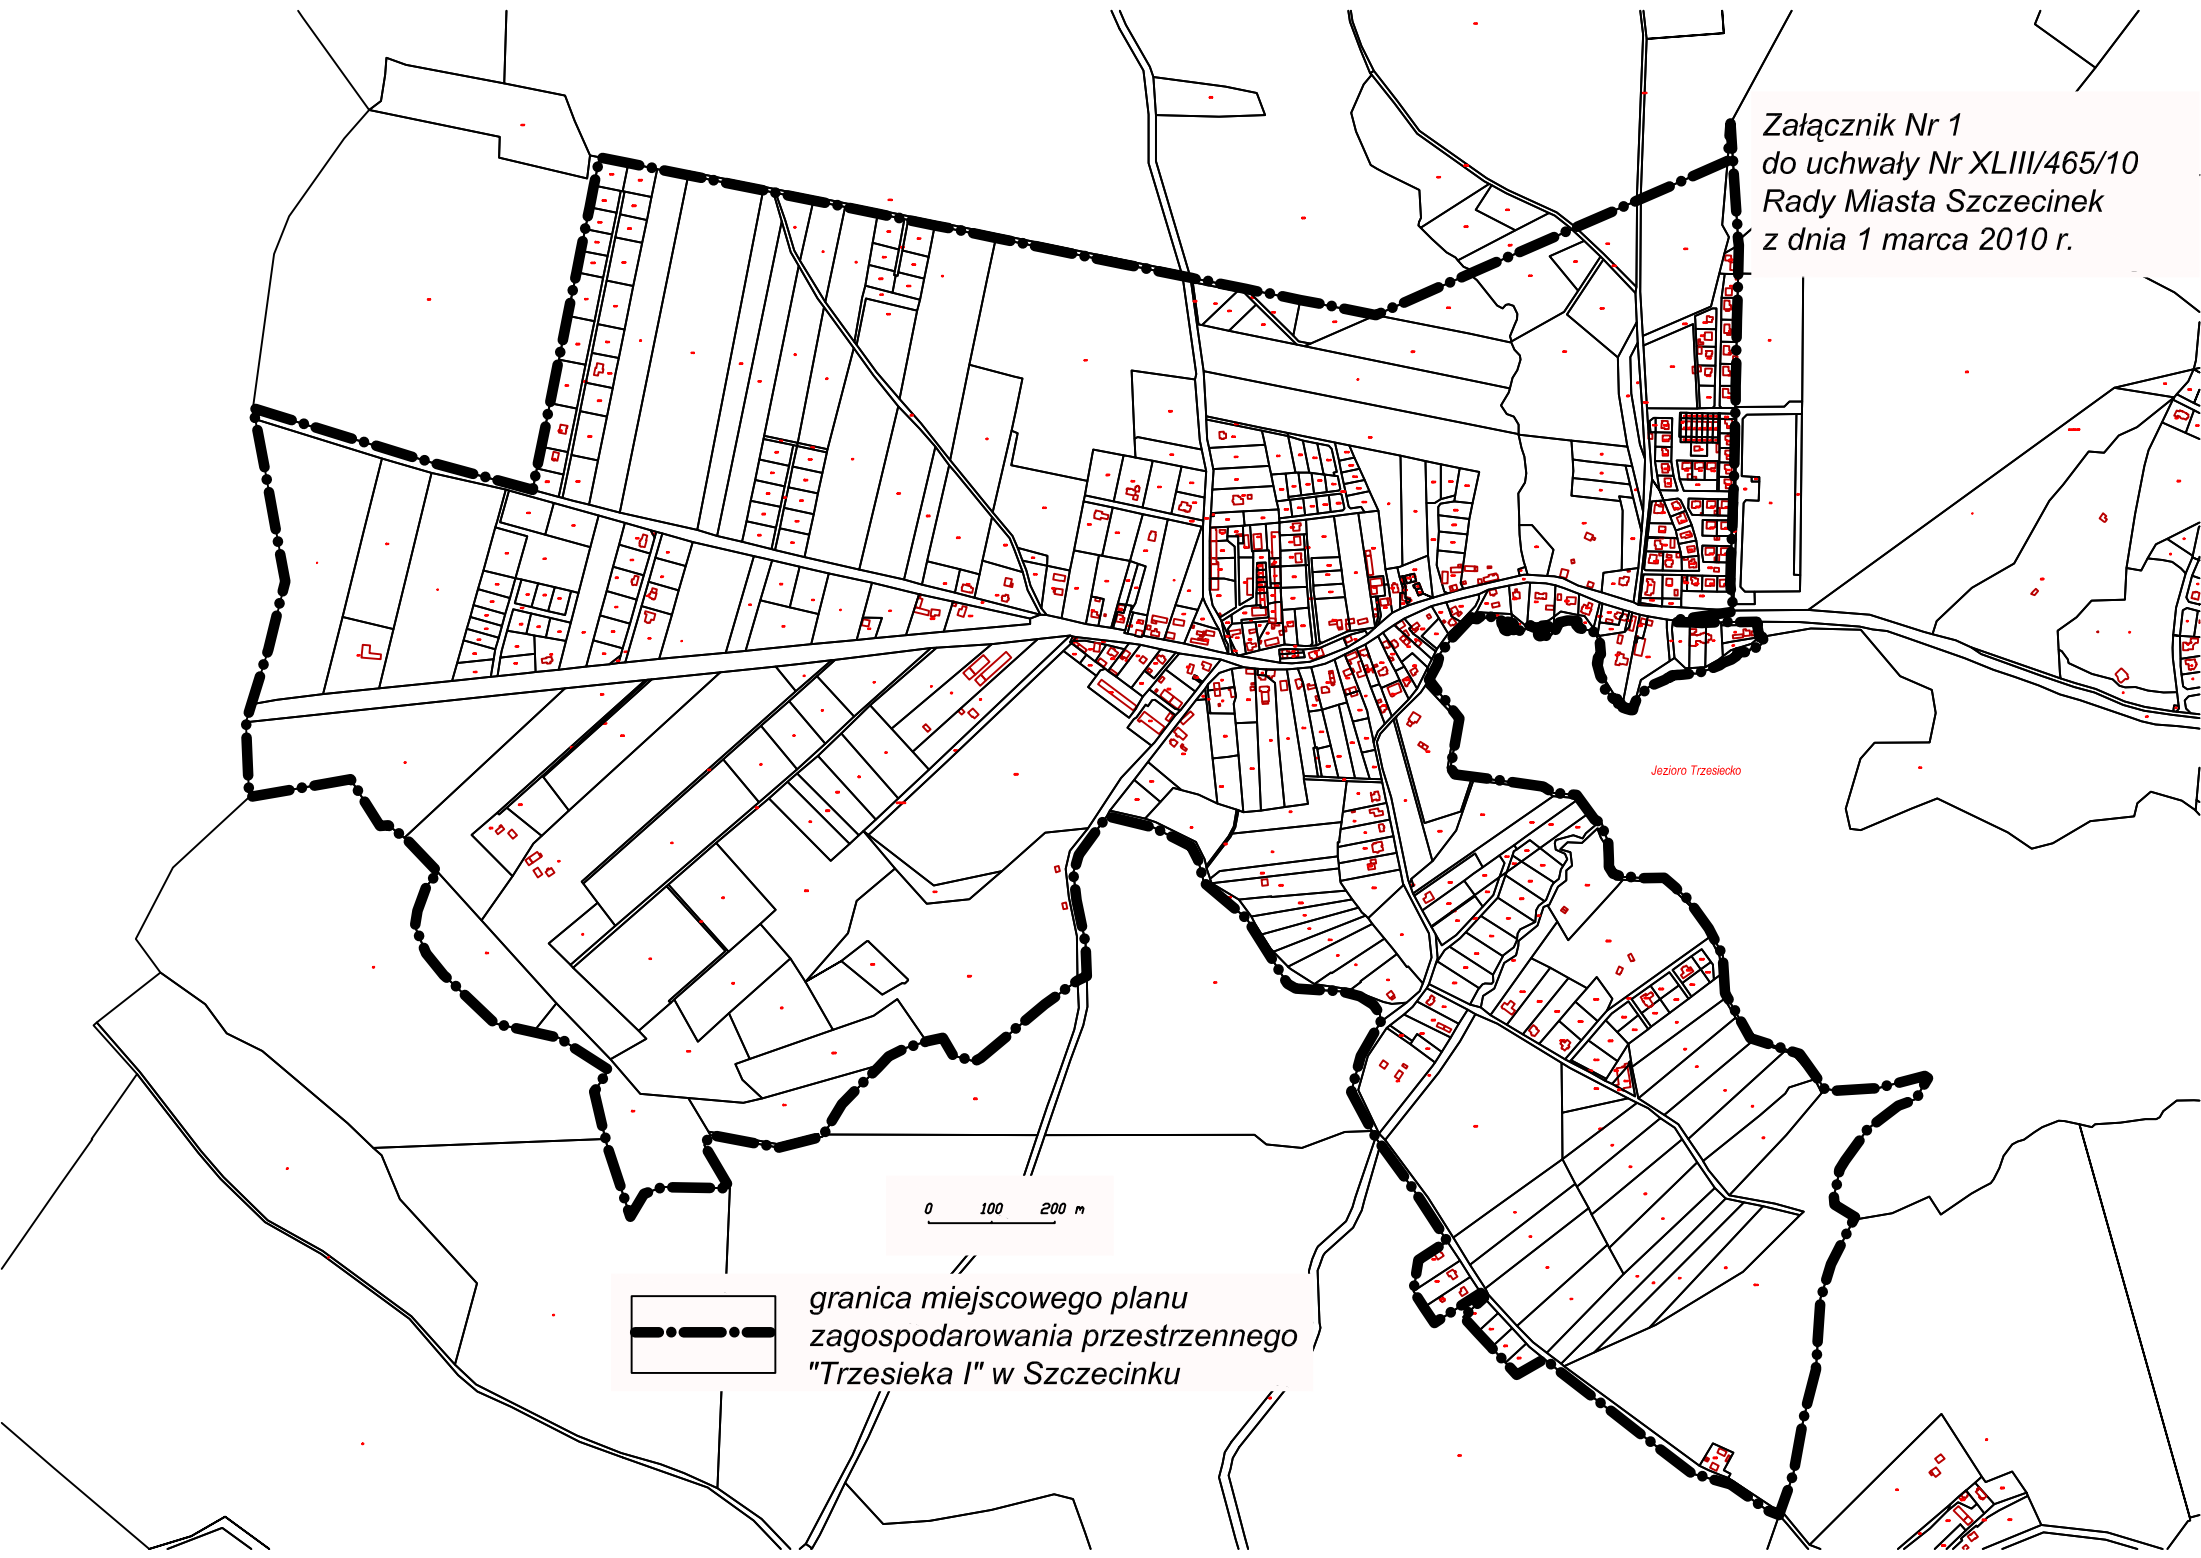 Załącznik Nr 1
do uchwały Nr XLIII/465/10
Rady Miasta Szczecinek
z dnia 1 marca 2010 r.
Jezioro Trzesiecko
0 100 200 m
granica miejscowego planu
zagospodarowania przestrzennego
"Trzesieka I" w Szczecinku